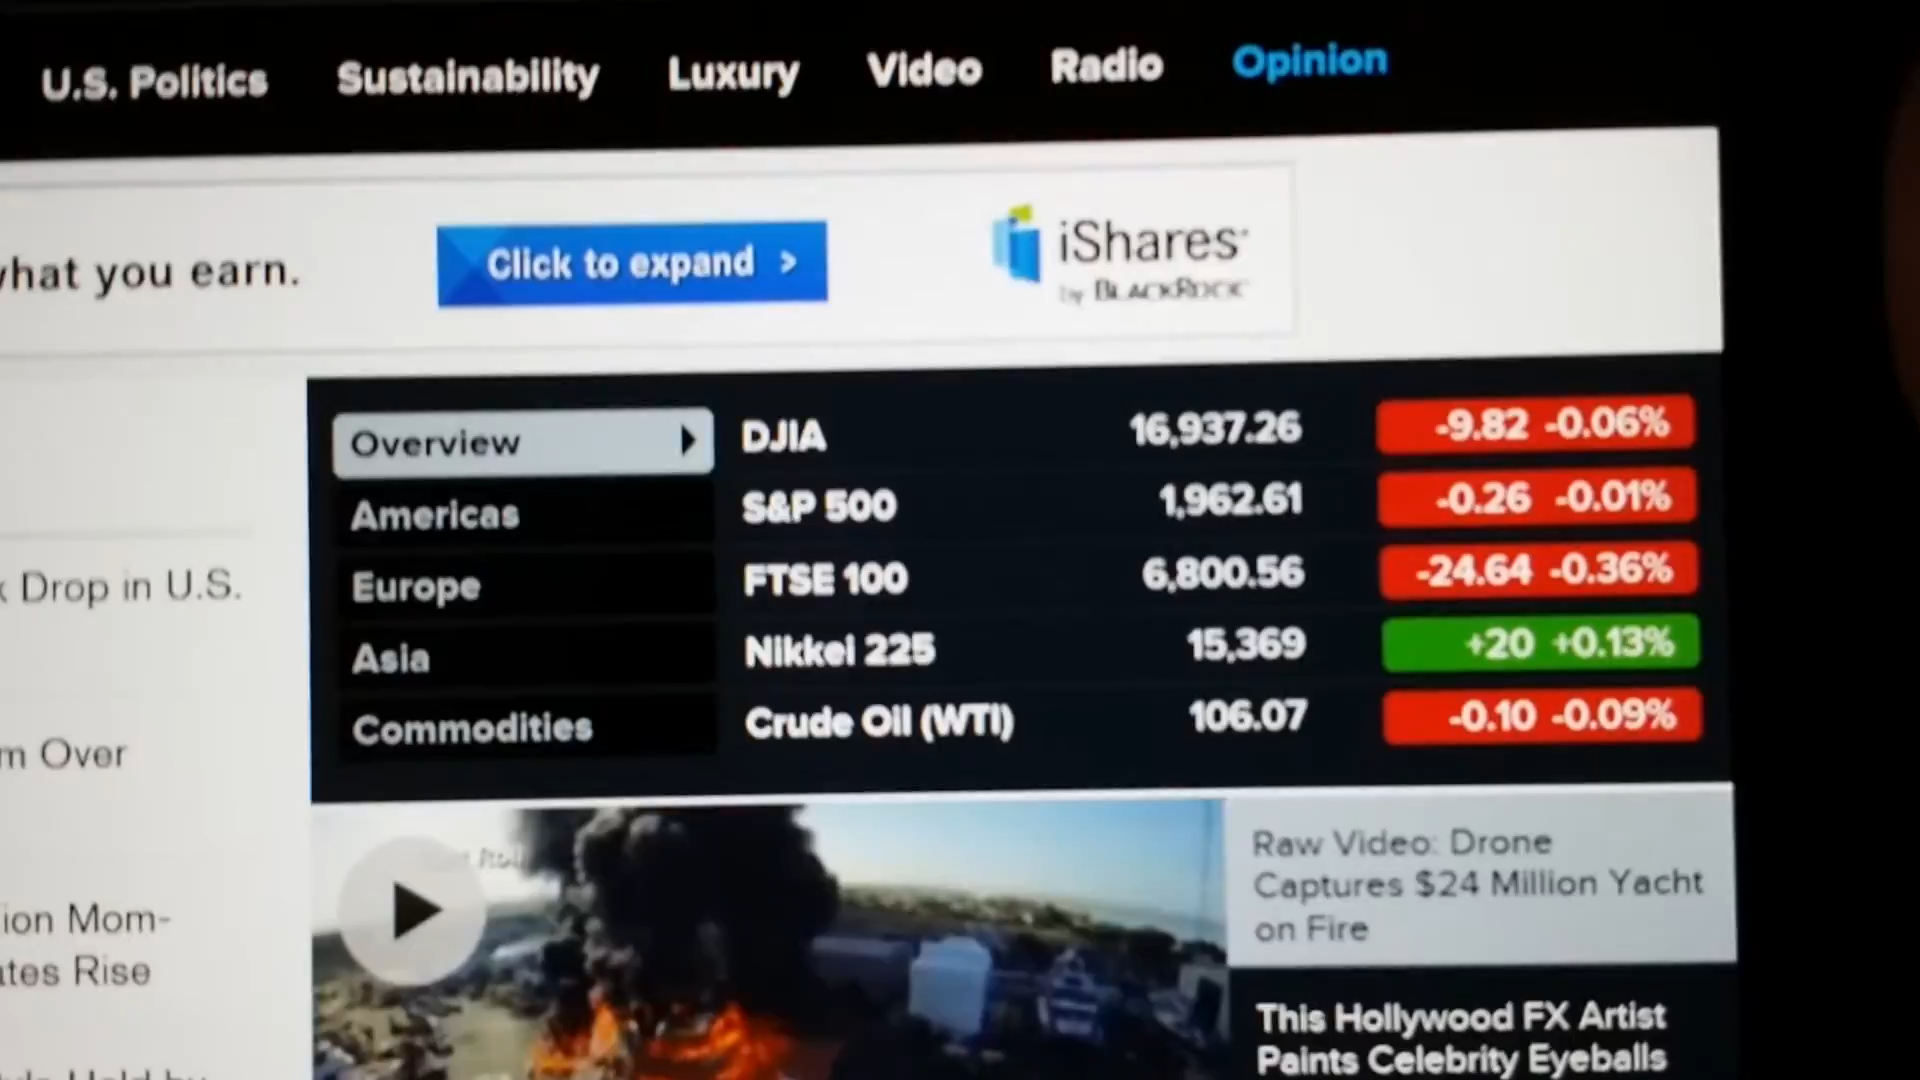 U.S. Politics Sustainability Luxury Video Radio Opinion
what you earn. Click to expand > iShares
by BLACKROCK
Overview DJIA 16,937.26 -9.82 -0.06%
Americas S&P 500 1,962.61 -0.26 -0.01%
Europe FTSE 100 6,800.56 -24.64 -0.36%
Asia Nikkei 225 15,369 +20 +0.13%
Commodities Crude Oil (WTI) 106.07 -0.10 -0.09%
Drop in U.S.
Over
Mom-
Rise
Raw Video: Drone
Captures $24 Million Yacht
on Fire
This Hollywood FX Artist
Paints Celebrity Eyeballs